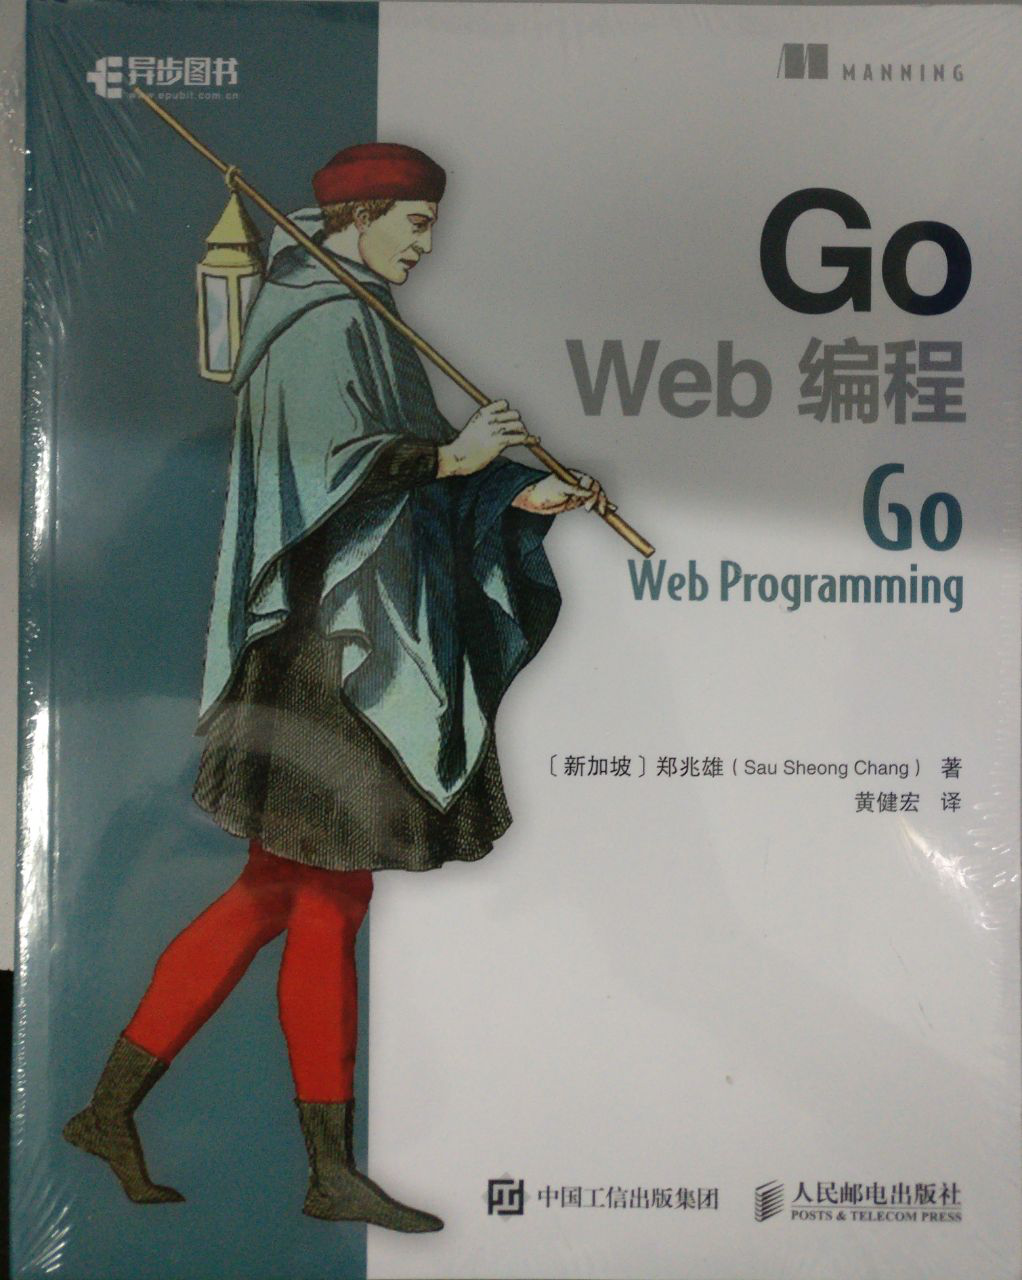 异步图书
www.epubit.com.cn
MANNING
Go
Web 编程
Go
Web Programming
〔新加坡〕郑兆雄（Sau Sheong Chang） 著
黄健宏 译
中国工信出版集团
人民邮电出版社
POSTS & TELECOM PRESS